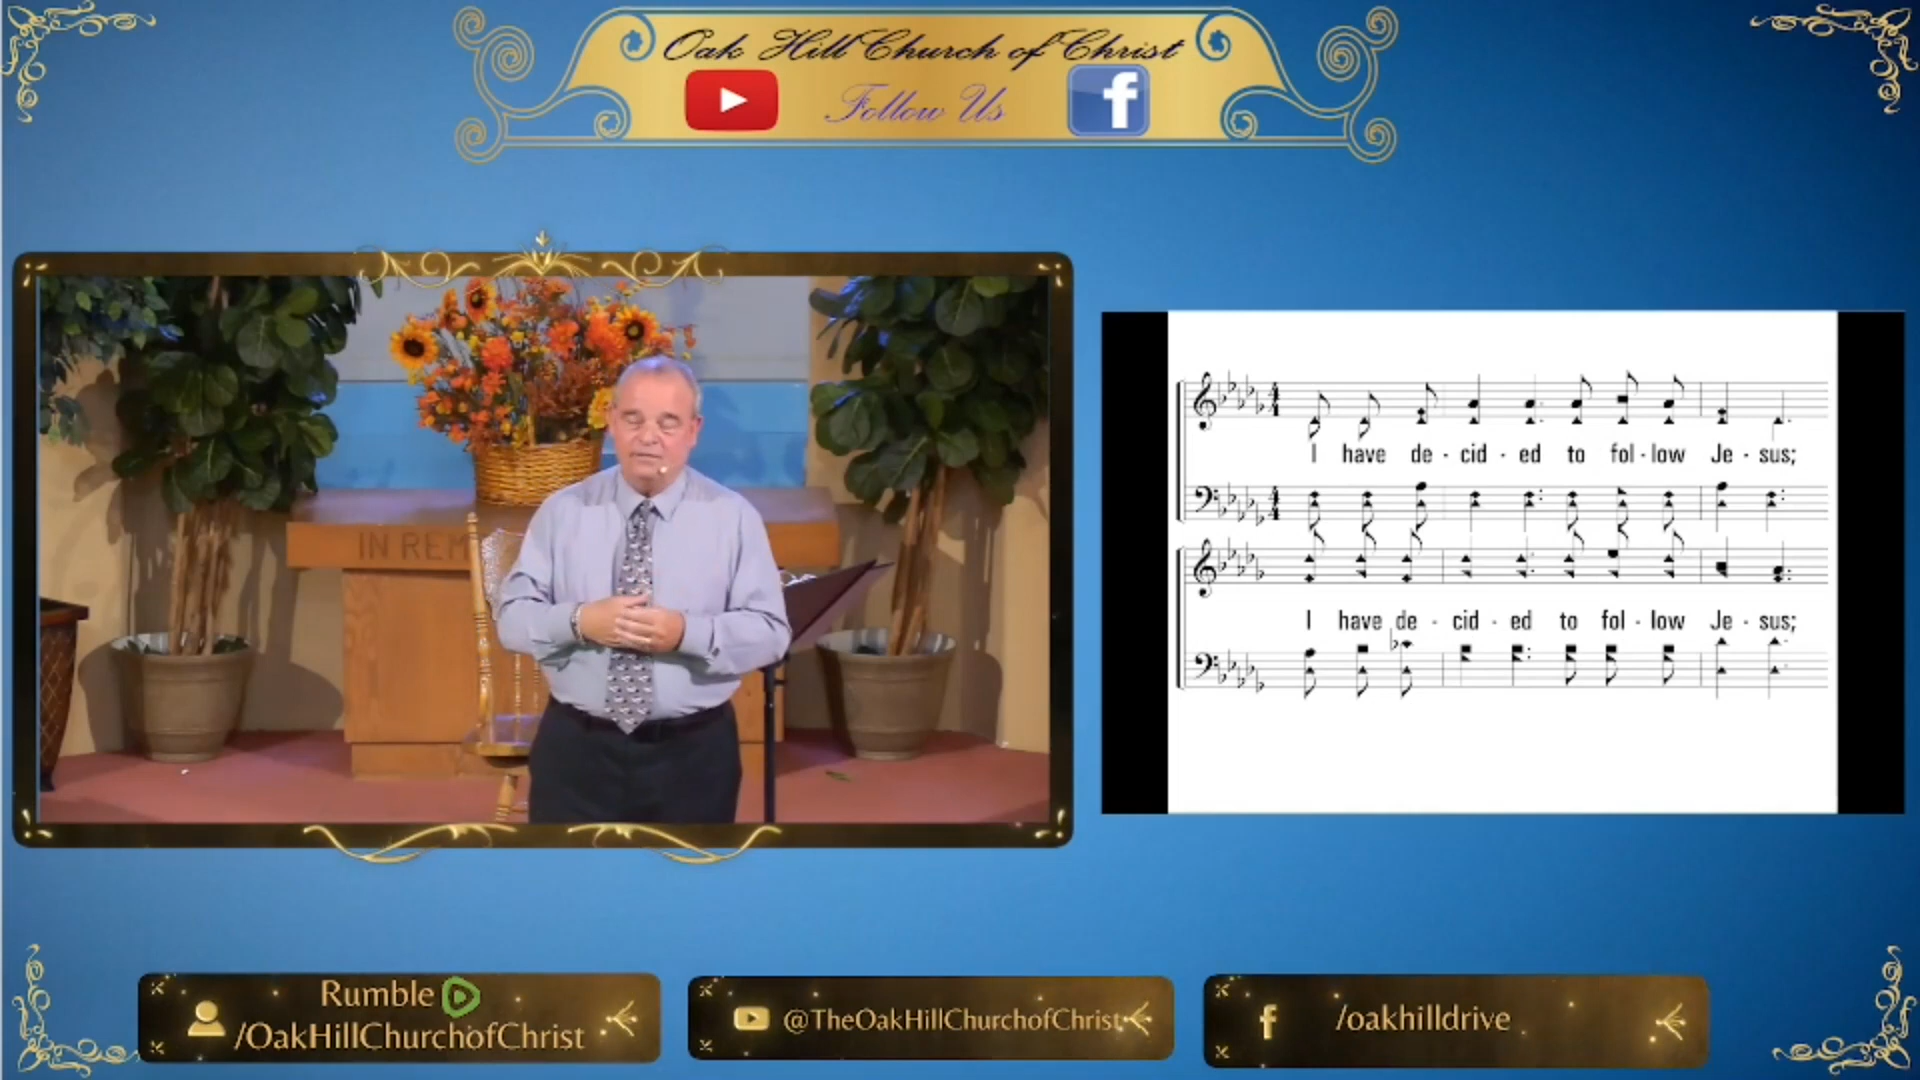 Oak Hill Church of Christ
Follow Us
IN REM
I have de - cid - ed to fol - low Je - sus;
I have de - cid - ed to fol - low Je - sus;
Rumble
/OakHillChurchofChrist
@TheOakHillChurchofChrist
/oakhilldrive